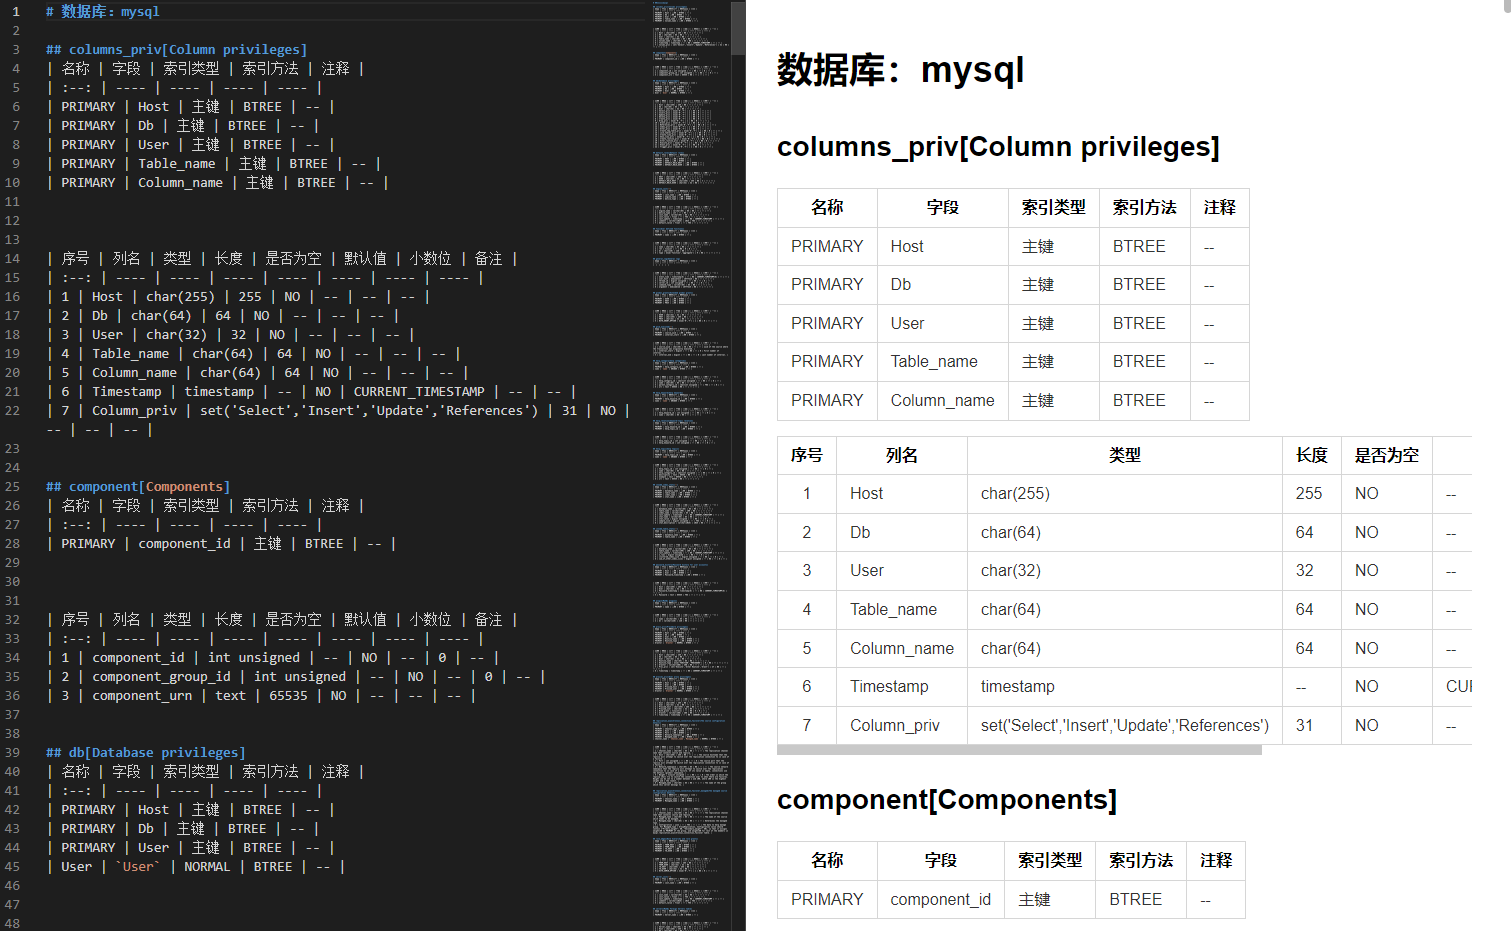 1 # 数据库：mysql
2
3 ## columns_priv[Column privileges]
4 | 名称 | 字段 | 索引类型 | 索引方法 | 注释 |
5 | :--: | ---- | ---- | ---- | ---- |
6 | PRIMARY | Host | 主键 | BTREE | -- |
7 | PRIMARY | Db | 主键 | BTREE | -- |
8 | PRIMARY | User | 主键 | BTREE | -- |
9 | PRIMARY | Table_name | 主键 | BTREE | -- |
10 | PRIMARY | Column_name | 主键 | BTREE | -- |
11
12
13
14 | 序号 | 列名 | 类型 | 长度 | 是否为空 | 默认值 | 小数位 | 备注 |
15 | :--: | ---- | ---- | ---- | ---- | ---- | ---- | ---- |
16 | 1 | Host | char(255) | 255 | NO | -- | -- | -- |
17 | 2 | Db | char(64) | 64 | NO | -- | -- | -- |
18 | 3 | User | char(32) | 32 | NO | -- | -- | -- |
19 | 4 | Table_name | char(64) | 64 | NO | -- | -- | -- |
20 | 5 | Column_name | char(64) | 64 | NO | -- | -- | -- |
21 | 6 | Timestamp | timestamp | -- | NO | CURRENT_TIMESTAMP | -- | -- |
22 | 7 | Column_priv | set('Select','Insert','Update','References') | 31 | NO |
-- | -- | -- |
23
24
25 ## component[Components]
26 | 名称 | 字段 | 索引类型 | 索引方法 | 注释 |
27 | :--: | ---- | ---- | ---- | ---- |
28 | PRIMARY | component_id | 主键 | BTREE | -- |
29
30
31
32 | 序号 | 列名 | 类型 | 长度 | 是否为空 | 默认值 | 小数位 | 备注 |
33 | :--: | ---- | ---- | ---- | ---- | ---- | ---- | ---- |
34 | 1 | component_id | int unsigned | -- | NO | -- | 0 | -- |
35 | 2 | component_group_id | int unsigned | -- | NO | -- | 0 | -- |
36 | 3 | component_urn | text | 65535 | NO | -- | -- | -- |
37
38
39 ## db[Database privileges]
40 | 名称 | 字段 | 索引类型 | 索引方法 | 注释 |
41 | :--: | ---- | ---- | ---- | ---- |
42 | PRIMARY | Host | 主键 | BTREE | -- |
43 | PRIMARY | Db | 主键 | BTREE | -- |
44 | PRIMARY | User | 主键 | BTREE | -- |
45 | User | `User` | NORMAL | BTREE | -- |
46
47
48
数据库：mysql
columns_priv[Column privileges]
名称 字段 索引类型 索引方法 注释
PRIMARY Host 主键 BTREE --
PRIMARY Db 主键 BTREE --
PRIMARY User 主键 BTREE --
PRIMARY Table_name 主键 BTREE --
PRIMARY Column_name 主键 BTREE --
序号 列名 类型 长度 是否为空
1 Host char(255) 255 NO --
2 Db char(64) 64 NO --
3 User char(32) 32 NO --
4 Table_name char(64) 64 NO --
5 Column_name char(64) 64 NO --
6 Timestamp timestamp -- NO CUR
7 Column_priv set('Select','Insert','Update','References') 31 NO --
component[Components]
名称 字段 索引类型 索引方法 注释
PRIMARY component_id 主键 BTREE --